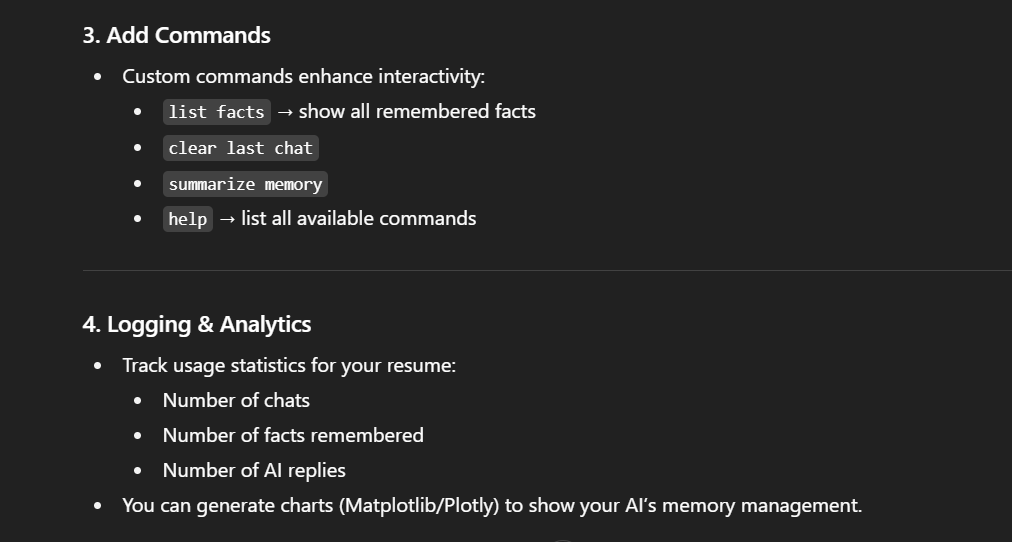 3. Add Commands
• Custom commands enhance interactivity:
• list facts → show all remembered facts
• clear last chat
• summarize memory
• help → list all available commands
4. Logging & Analytics
• Track usage statistics for your resume:
• Number of chats
• Number of facts remembered
• Number of AI replies
• You can generate charts (Matplotlib/Plotly) to show your AI's memory management.